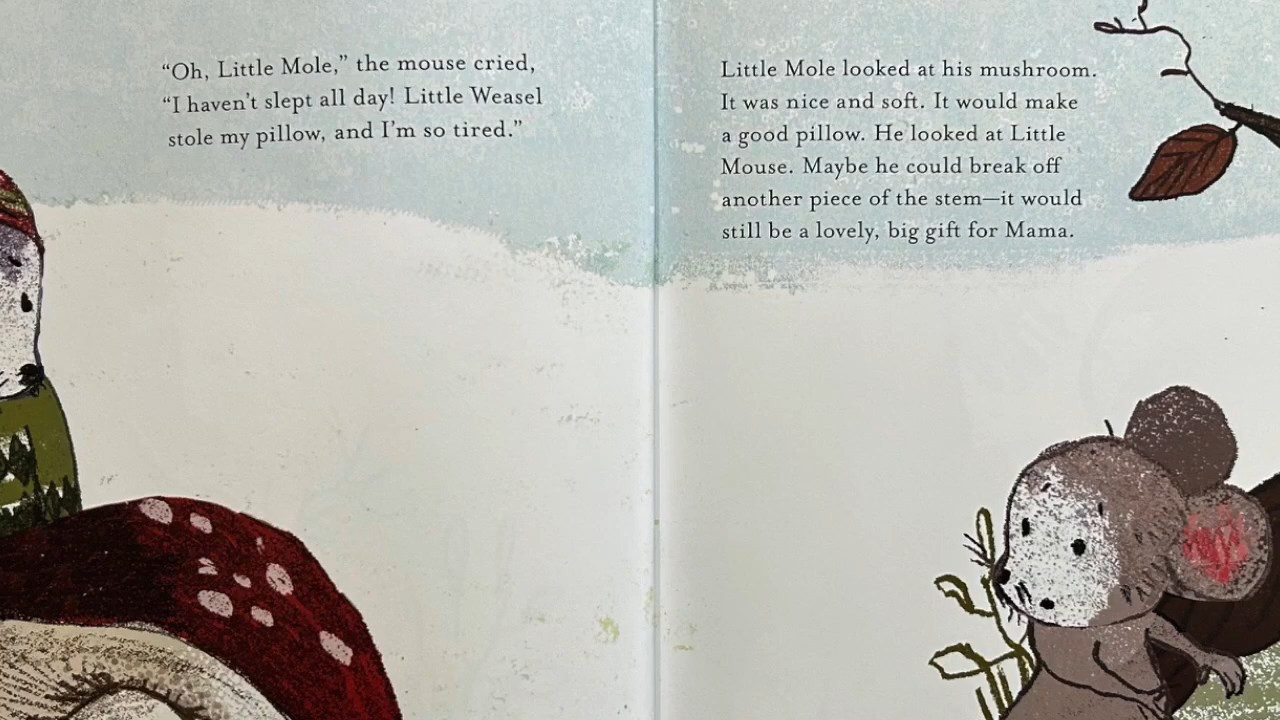 “Oh, Little Mole,” the mouse cried,
“I haven’t slept all day! Little Weasel
stole my pillow, and I’m so tired.”
Little Mole looked at his mushroom.
It was nice and soft. It would make
a good pillow. He looked at Little
Mouse. Maybe he could break off
another piece of the stem—it would
still be a lovely, big gift for Mama.